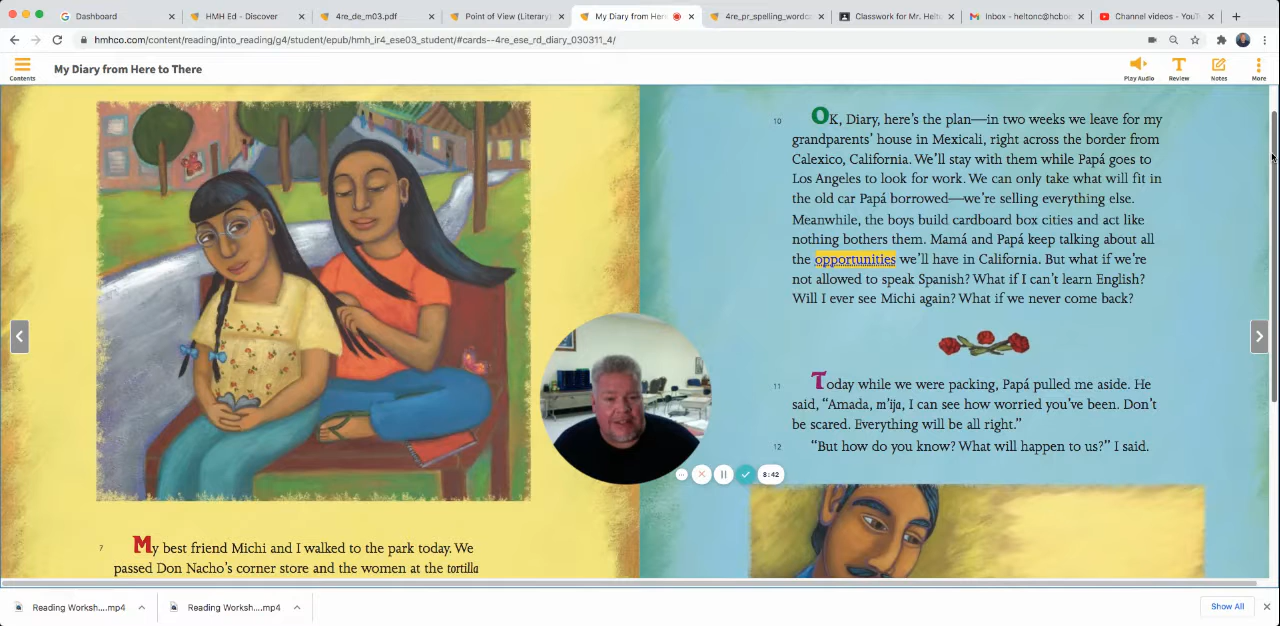 Dashboard
HMH Ed - Discover
4re_de_m03.pdf
Point of View (Literary)
My Diary from Here
4re_pr_spelling_wordc
Classwork for Mr. Helto
Inbox - heltonc@hcbo
Channel videos - YouT
hmhco.com/content/reading/into_reading/g4/student/epub/hmh_ir4_ese03_student/#cards--4re_ese_rd_diary_030311_4/
Contents
My Diary from Here to There
Play Audio
Review
Notes
More
7 My best friend Michi and I walked to the park today. We
passed Don Nacho's corner store and the women at the tortilla
10 OK, Diary, here's the plan—in two weeks we leave for my
grandparents' house in Mexicali, right across the border from
Calexico, California. We'll stay with them while Papá goes to
Los Angeles to look for work. We can only take what will fit in
the old car Papá borrowed—we're selling everything else.
Meanwhile, the boys build cardboard box cities and act like
nothing bothers them. Mamá and Papá keep talking about all
the opportunities we'll have in California. But what if we're
not allowed to speak Spanish? What if I can't learn English?
Will I ever see Michi again? What if we never come back?
11 Today while we were packing, Papá pulled me aside. He
said, “Amada, m'ija, I can see how worried you've been. Don't
be scared. Everything will be all right.”
12 “But how do you know? What will happen to us?” I said.
8:42
Reading Worksh....mp4
Reading Worksh....mp4
Show All